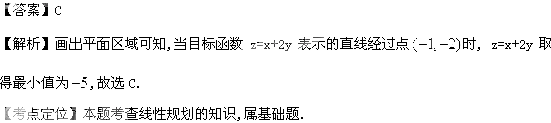 【答案】C
【解析】画出平面区域可知,当目标函数 z=x+2y 表示的直线经过点(−1,−2)时, z=x+2y 取
得最小值为−5,故选 C.
【考点定位】本题考查线性规划的知识,属基础题.